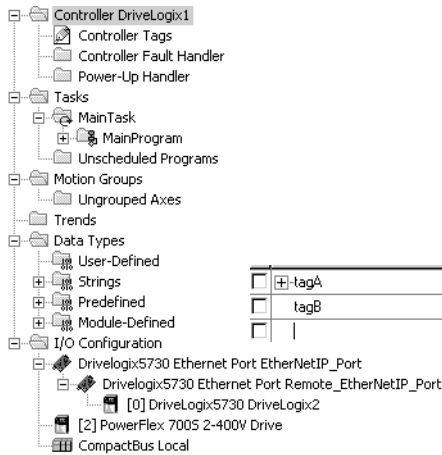 Controller DriveLogix1
Controller Tags
Controller Fault Handler
Power-Up Handler
Tasks
MainTask
MainProgram
Unscheduled Programs
Motion Groups
Ungrouped Axes
Trends
Data Types
User-Defined
Strings
Predefined
Module-Defined
I/O Configuration
Drivelogix5730 Ethernet Port EtherNetIP_Port
Drivelogix5730 Ethernet Port Remote_EtherNetIP_Port
[0] DriveLogix5730 DriveLogix2
[2] PowerFlex 700S 2-400V Drive
CompactBus Local
tagA
tagB